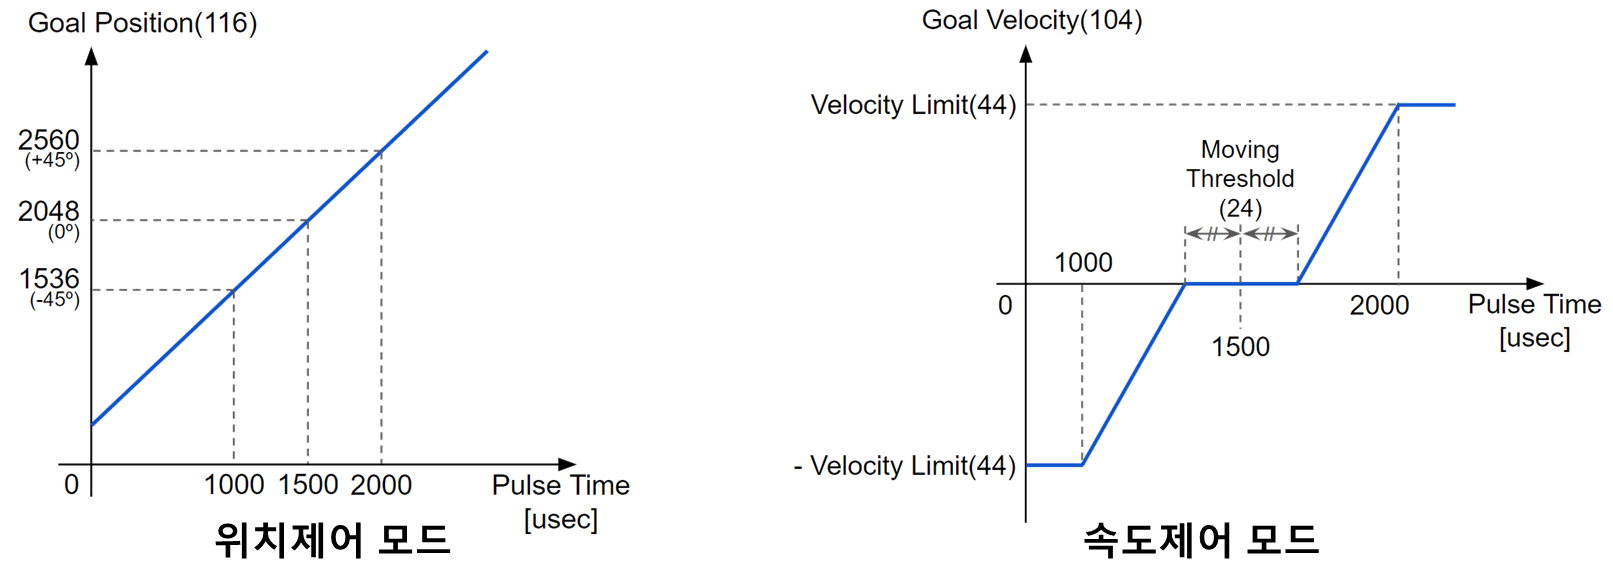 Goal Position(116)
2560
(+45º)
2048
(0º)
1536
(-45º)
0
1000
1500
2000
Pulse Time
[usec]
위치제어 모드
Goal Velocity(104)
Velocity Limit(44)
Moving
Threshold
(24)
1000
0
2000
Pulse Time
[usec]
1500
- Velocity Limit(44)
속도제어 모드